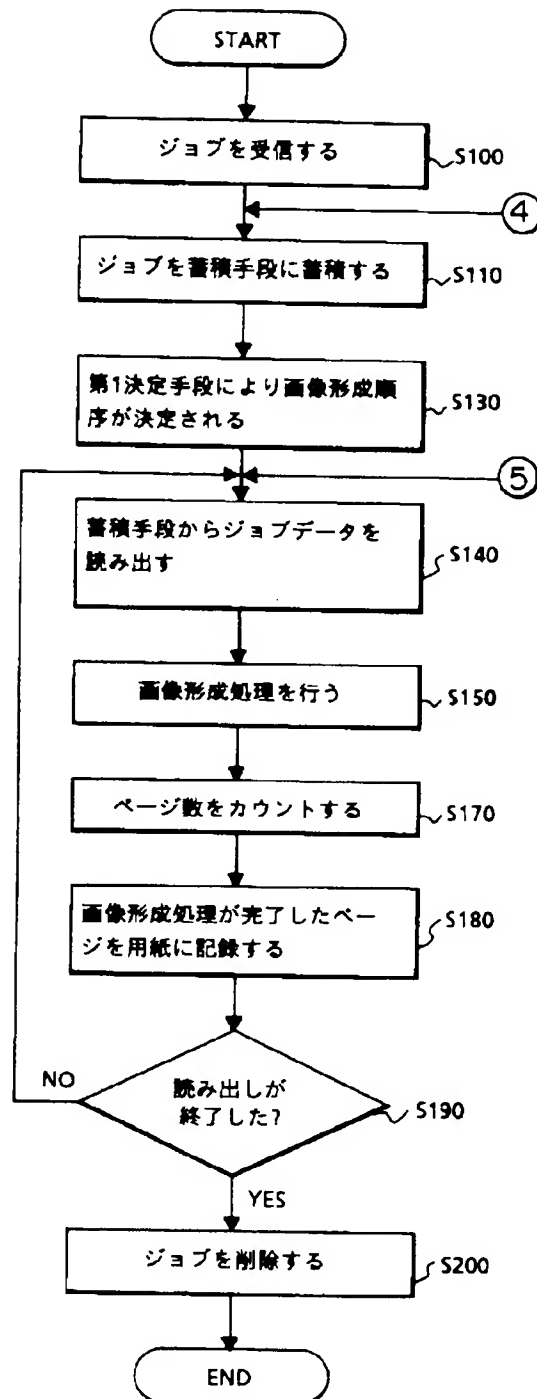 START
ジョブを受信する
S100
④
ジョブを蓄積手段に蓄積する
S110
第1決定手段により画像形成順
序が決定される
S130
⑤
蓄積手段からジョブデータを
読み出す
S140
画像形成処理を行う
S150
ページ数をカウントする
S170
画像形成処理が完了したペー
ジを用紙に記録する
S180
NO
読み出しが
終了した?
S190
YES
ジョブを削除する
S200
END